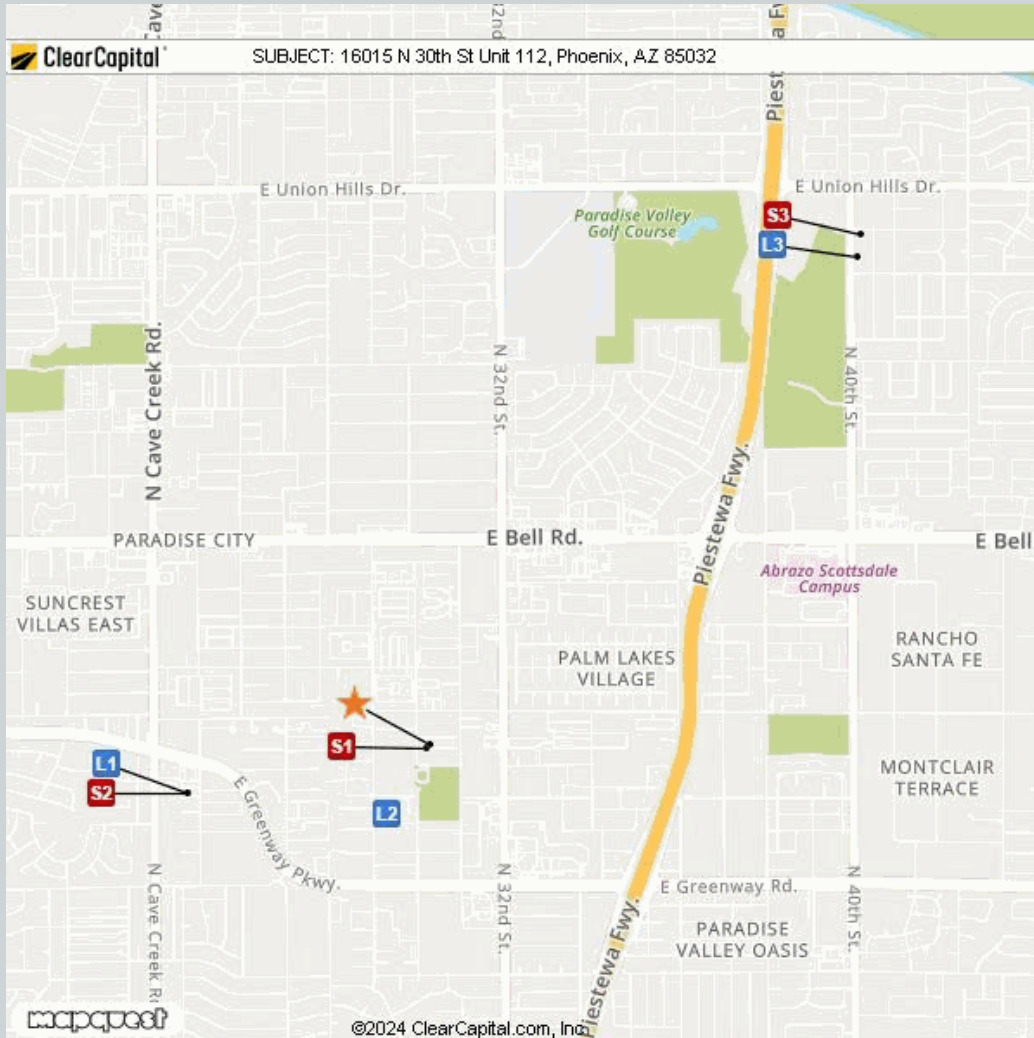 Cave
2nd
Piest
a F
ClearCapital
SUBJECT: 16015 N 30th St Unit 112, Phoenix, AZ 85032
E Union Hills Dr.
E Union Hills Dr.
Paradise Valley
Golf Course
S3
L3
N Cave Creek Rd.
N 32nd St.
N 40th St.
Piestewa Fwy.
PARADISE CITY
E Bell Rd.
E Bell
Abrazo Scottsdale
Campus
SUNCREST
VILLAS EAST
RANCHO
SANTA FE
PALM LAKES
VILLAGE
S1
L1
S2
L2
MONTCLAIR
TERRACE
E Greenway Pkwy.
N Cave Creek R
N 32nd St.
N 40th St.
E Greenway Rd.
PARADISE
VALLEY OASIS
Piestewa Fwy.
mapquest
©2024 ClearCapital.com, Inc